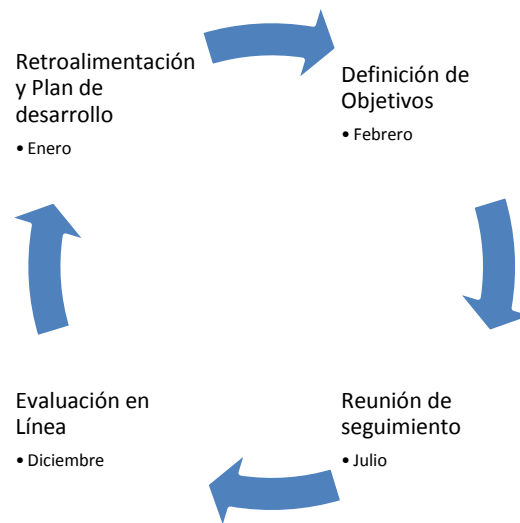 Retroalimentación
y Plan de
desarrollo
• Enero
Definición de
Objetivos
• Febrero
Evaluación en
Línea
• Diciembre
Reunión de
seguimiento
• Julio